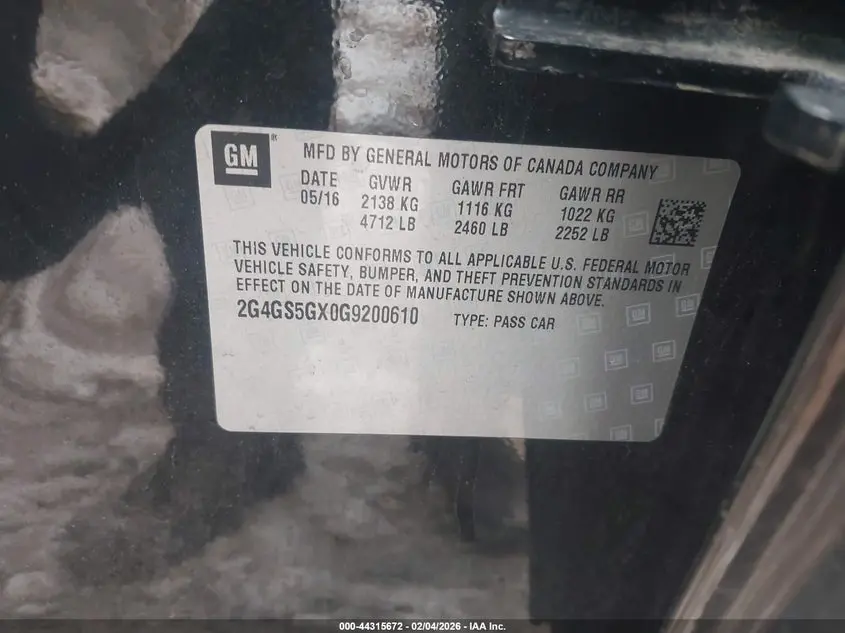 GM
MFD BY GENERAL MOTORS OF CANADA COMPANY
DATE GVWR GAWR FRT GAWR RR
05/16 2138 KG 1116 KG 1022 KG
4712 LB 2460 LB 2252 LB
THIS VEHICLE CONFORMS TO ALL APPLICABLE U.S. FEDERAL MOTOR
VEHICLE SAFETY, BUMPER, AND THEFT PREVENTION STANDARDS IN
EFFECT ON THE DATE OF MANUFACTURE SHOWN ABOVE.
2G4GS5GX0G9200610 TYPE: PASS CAR
000-44315672 - 02/04/2026 - IAA Inc.